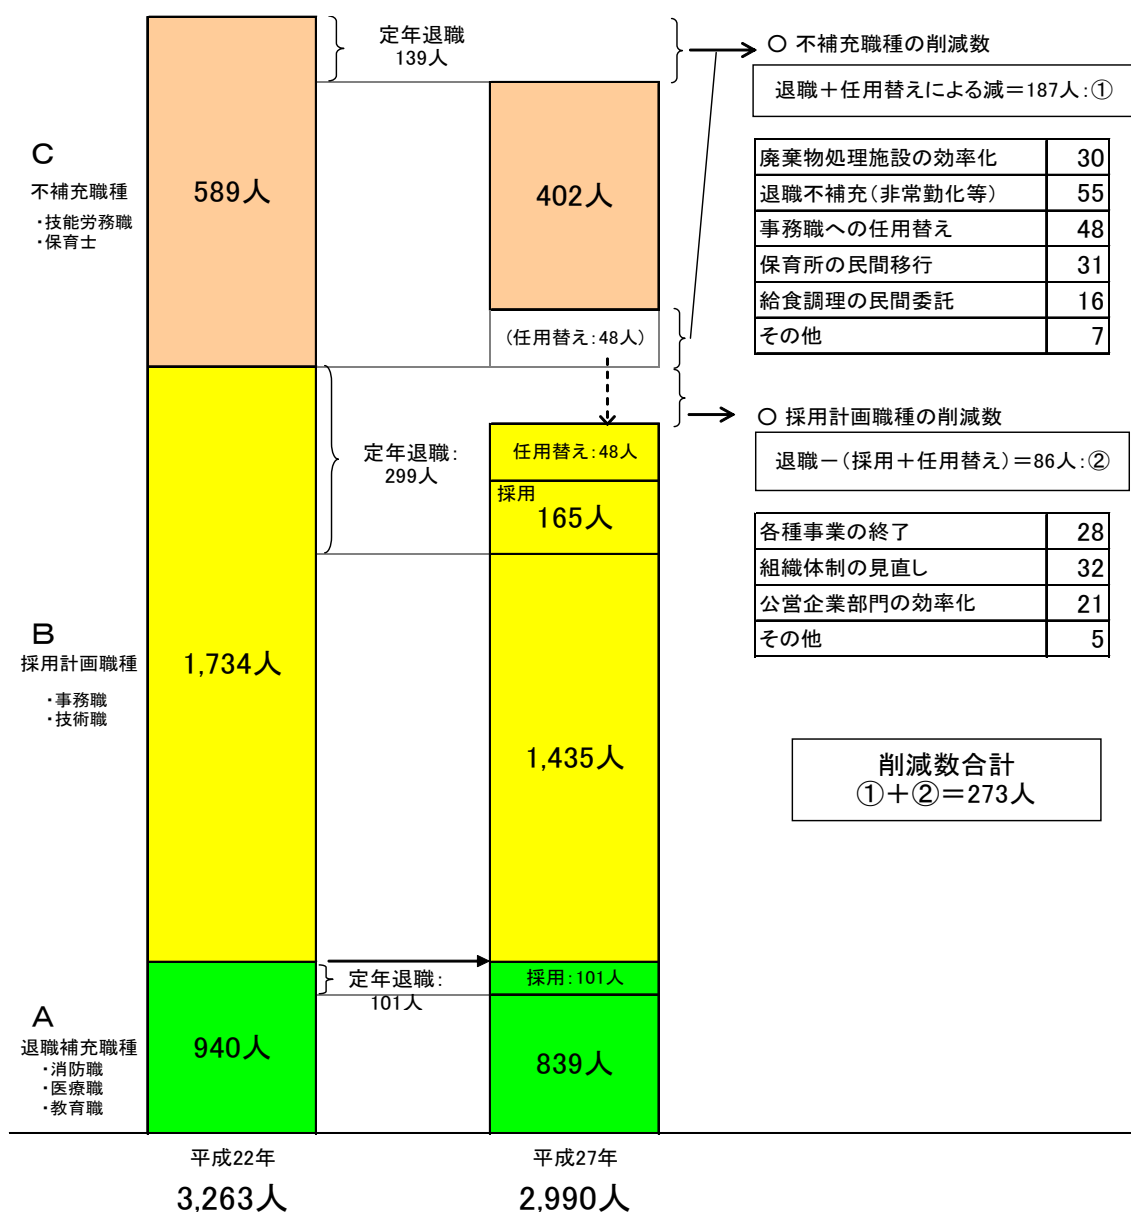 定年退職
139人
○ 不補充職種の削減数
退職＋任用替えによる減＝187人：①
C
不補充職種
・技能労務職
・保育士
589人
402人
（任用替え：48人）
廃棄物処理施設の効率化 30
退職不補充（非常勤化等） 55
事務職への任用替え 48
保育所の民間移行 31
給食調理の民間委託 16
その他 7
○ 採用計画職種の削減数
退職－（採用＋任用替え）＝86人：②
定年退職：
299人
任用替え：48人
採用
165人
各種事業の終了 28
組織体制の見直し 32
公営企業部門の効率化 21
その他 5
B
採用計画職種
・事務職
・技術職
1,734人
1,435人
削減数合計
①＋②＝273人
定年退職：
101人
採用：101人
A
退職補充職種
・消防職
・医療職
・教育職
940人
839人
平成22年
3,263人
平成27年
2,990人